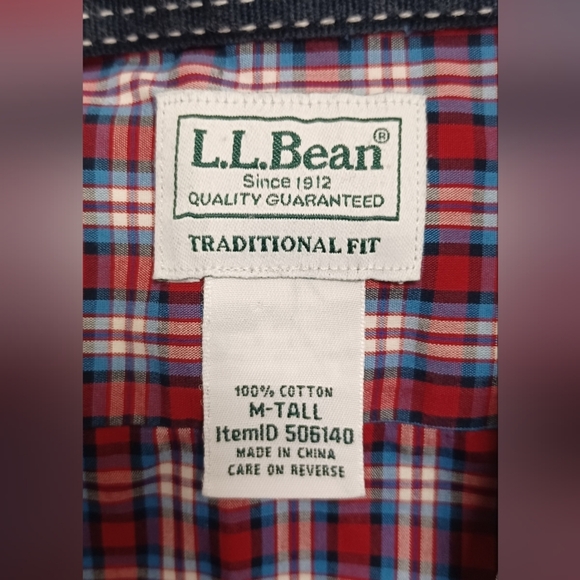 L.L.Bean®
Since 1912
QUALITY GUARANTEED
TRADITIONAL FIT
100% COTTON
M-TALL
ItemID 506140
MADE IN CHINA
CARE ON REVERSE